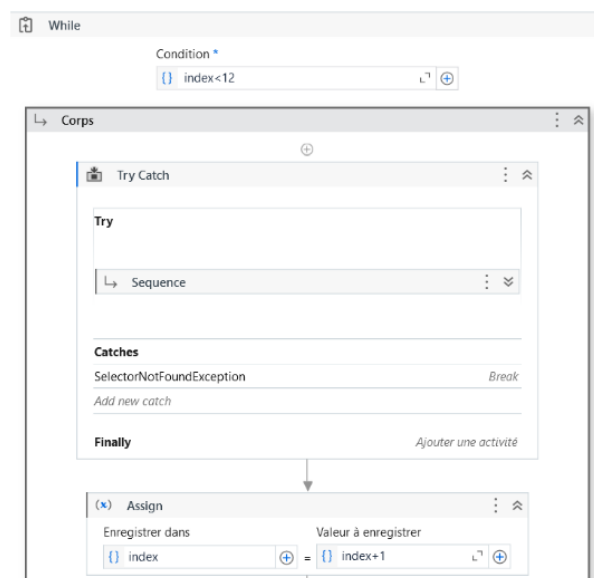 While
Condition *
{} index<12
Corps
Try Catch
Try
Sequence
Catches
SelectorNotFoundException Break
Add new catch
Finally Ajouter une activité
(x) Assign
Enregistrer dans Valeur à enregistrer
{} index = {} index+1